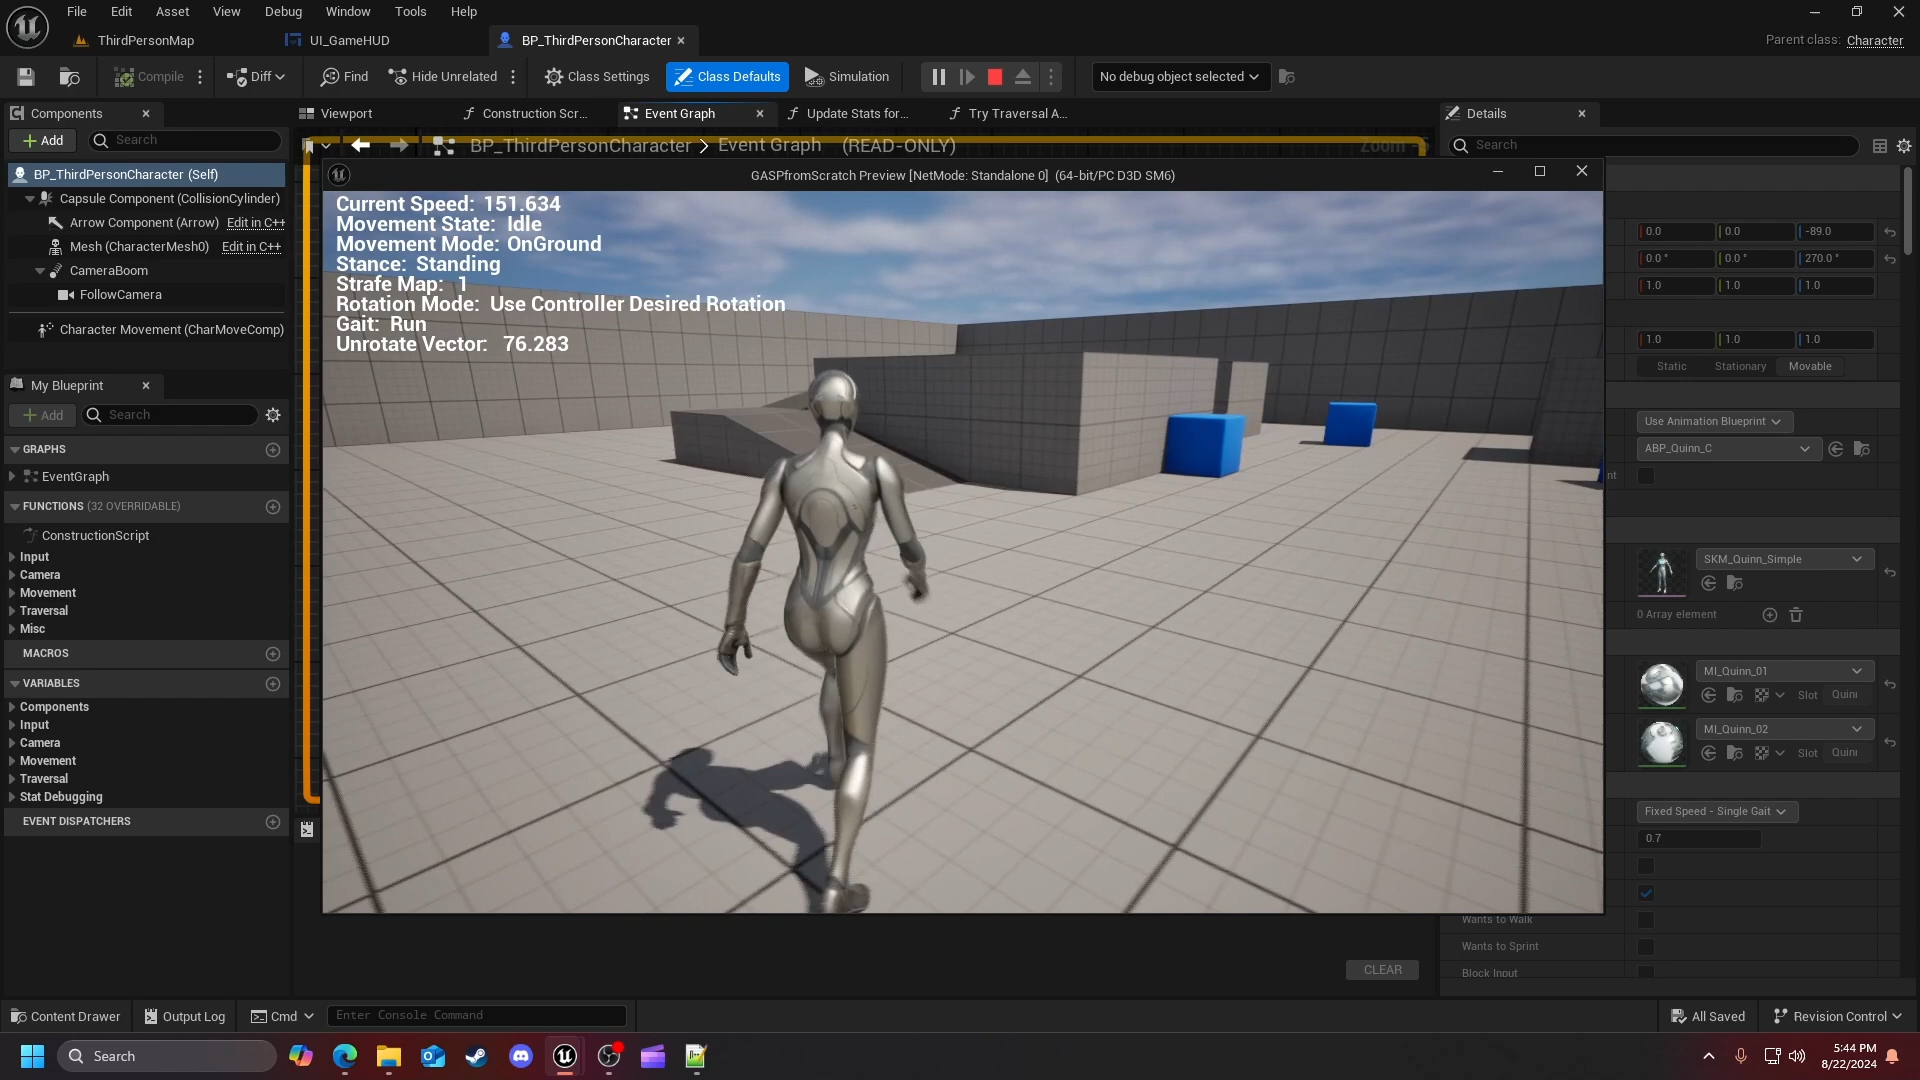 File Edit Asset View Debug Window Tools Help
ThirdPersonMap UI_GameHUD BP_ThirdPersonCharacter Parent class: Character
Compile Diff Find Hide Unrelated Class Settings Class Defaults Simulation No debug object selected
Components Viewport Construction Scr... Event Graph Update Stats for... Try Traversal A... Details
Add Search BP_ThirdPersonCharacter Event Graph (READ-ONLY) Search
BP_ThirdPersonCharacter (Self)
Capsule Component (CollisionCylinder)
Arrow Component (Arrow) Edit in C++
Mesh (CharacterMesh0) Edit in C++
CameraBoom
FollowCamera
Character Movement (CharMoveComp)
GASPfromScratch Preview [NetMode: Standalone 0] (64-bit/PC D3D SM6)
Current Speed: 151.634
Movement State: Idle
Movement Mode: OnGround
Stance: Standing
Strafe Map: 1
Rotation Mode: Use Controller Desired Rotation
Gait: Run
Unrotate Vector: 76.283
My Blueprint
Add Search
GRAPHS
EventGraph
FUNCTIONS (32 OVERRIDABLE)
ConstructionScript
Input
Camera
Movement
Traversal
Misc
MACROS
VARIABLES
Components
Input
Camera
Movement
Traversal
Stat Debugging
EVENT DISPATCHERS
0.0 0.0 -89.0
0.0 ° 0.0 ° 270.0 °
1.0 1.0 1.0
1.0 1.0 1.0
Static Stationary Movable
Use Animation Blueprint
ABP_Quinn_C
nt
SKM_Quinn_Simple
0 Array element
MI_Quinn_01
Slot Quin
MI_Quinn_02
Slot Quin
Fixed Speed - Single Gait
0.7
Wants to Walk
Wants to Sprint
Block Input
CLEAR
Content Drawer Output Log Cmd Enter Console Command All Saved Revision Control
Search 5:44 PM
8/22/2024